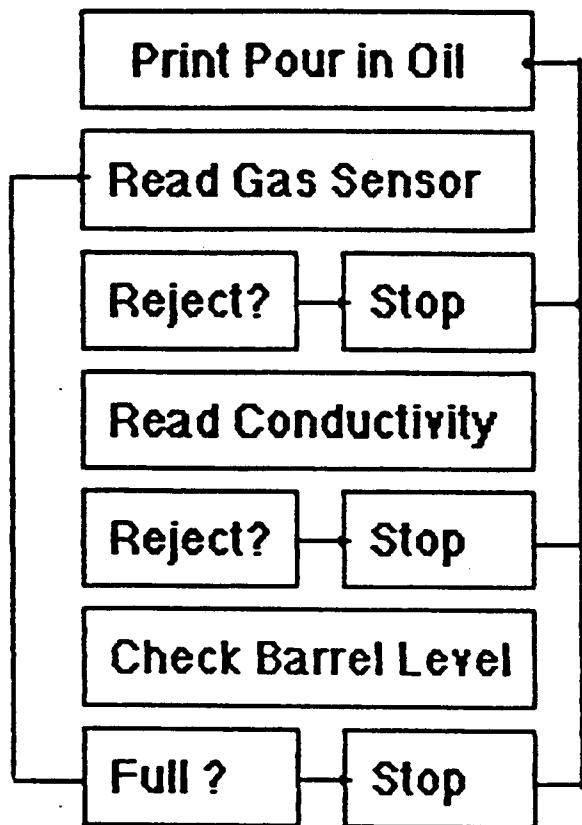 Print Pour in Oil
Read Gas Sensor
Reject? Stop
Read Conductivity
Reject? Stop
Check Barrel Level
Full ? Stop